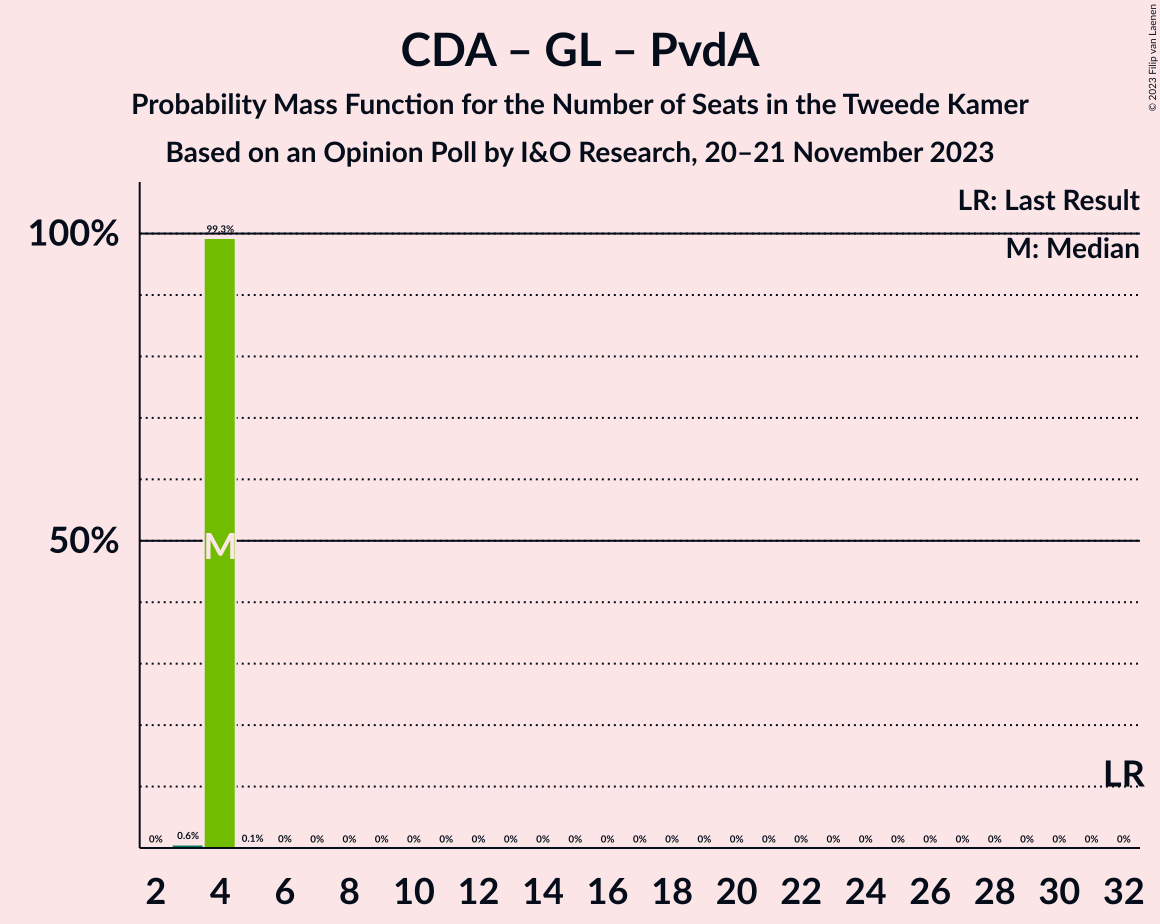 CDA – GL – PvdA
Probability Mass Function for the Number of Seats in the Tweede Kamer
Based on an Opinion Poll by I&O Research, 20–21 November 2023
© 2023 Filip van Laenen
LR: Last Result
M: Median
100%
50%
99.3%
M
LR
0% 0.6% 0.1% 0% 0% 0% 0% 0% 0% 0% 0% 0% 0% 0% 0% 0% 0% 0% 0% 0% 0% 0% 0% 0% 0% 0% 0% 0% 0% 0%
2 4 6 8 10 12 14 16 18 20 22 24 26 28 30 32